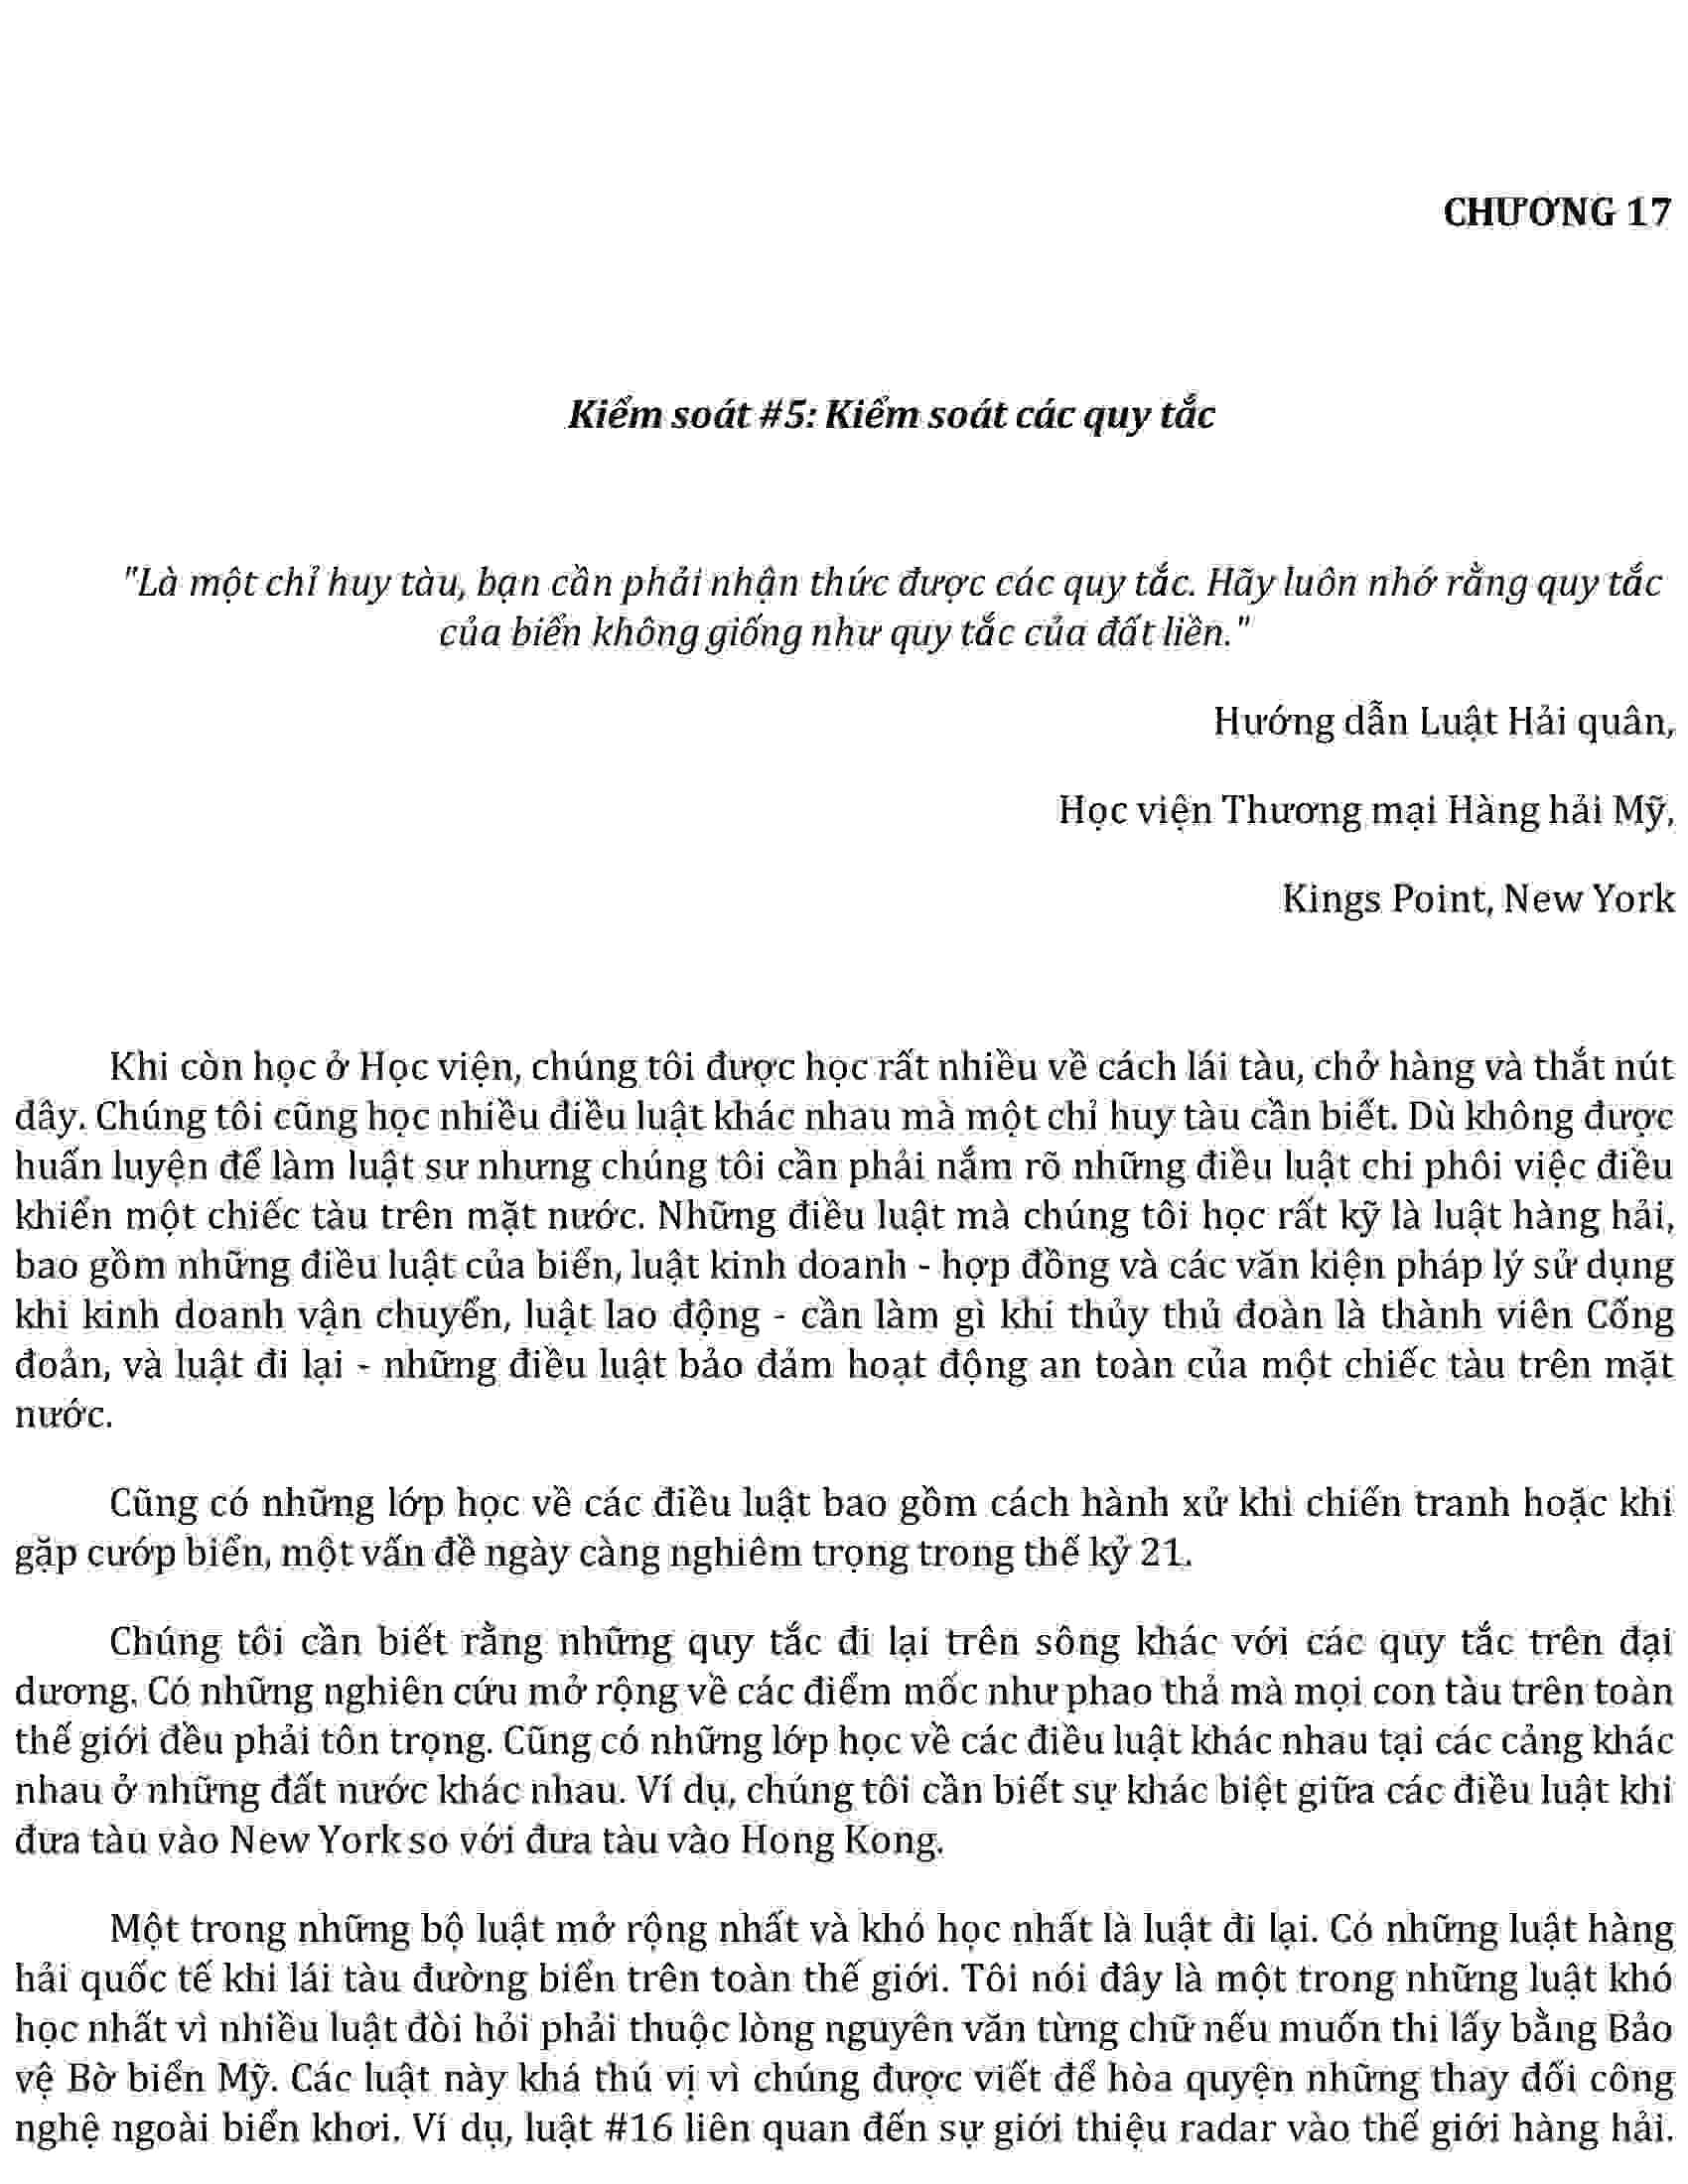 CHƯƠNG 17
Kiểm soát #5: Kiểm soát các quy tắc
"Là một chỉ huy tàu, bạn cần phải nhận thức được các quy tắc. Hãy luôn nhớ rằng quy tắc
của biển không giống như quy tắc của đất liền."
Hướng dẫn Luật Hải quân,
Học viện Thương mại Hàng hải Mỹ,
Kings Point, New York
Khi còn học ở Học viện, chúng tôi được học rất nhiều về cách lái tàu, chở hàng và thắt nút
dây. Chúng tôi cũng học nhiều điều luật khác nhau mà một chỉ huy tàu cần biết. Dù không được
huấn luyện để làm luật sư nhưng chúng tôi cần phải nắm rõ những điều luật chi phôi việc điều
khiển một chiếc tàu trên mặt nước. Những điều luật mà chúng tôi học rất kỹ là luật hàng hải,
bao gồm những điều luật của biển, luật kinh doanh - hợp đồng và các văn kiện pháp lý sử dụng
khi kinh doanh vận chuyển, luật lao động - cần làm gì khi thủy thủ đoàn là thành viên Cống
đoản, và luật đi lại - những điều luật bảo đảm hoạt động an toàn của một chiếc tàu trên mặt
nước.
Cũng có những lớp học về các điều luật bao gồm cách hành xử khi chiến tranh hoặc khi
gặp cướp biển, một vấn đề ngày càng nghiêm trọng trong thế kỷ 21.
Chúng tôi cần biết rằng những quy tắc đi lại trên sông khác với các quy tắc trên đại
dương. Có những nghiên cứu mở rộng về các điểm mốc như phao thả mà mọi con tàu trên toàn
thế giới đều phải tôn trọng. Cũng có những lớp học về các điều luật khác nhau tại các cảng khác
nhau ở những đất nước khác nhau. Ví dụ, chúng tôi cần biết sự khác biệt giữa các điều luật khi
đưa tàu vào New York so với đưa tàu vào Hong Kong.
Một trong những bộ luật mở rộng nhất và khó học nhất là luật đi lại. Có những luật hàng
hải quốc tế khi lái tàu đường biển trên toàn thế giới. Tôi nói đây là một trong những luật khó
học nhất vì nhiều luật đòi hỏi phải thuộc lòng nguyên văn từng chữ nếu muốn thi lấy bằng Bảo
vệ Bờ biển Mỹ. Các luật này khá thú vị vì chúng được viết để hòa quyện những thay đổi công
nghệ ngoài biển khơi. Ví dụ, luật #16 liên quan đến sự giới thiệu radar vào thế giới hàng hải.